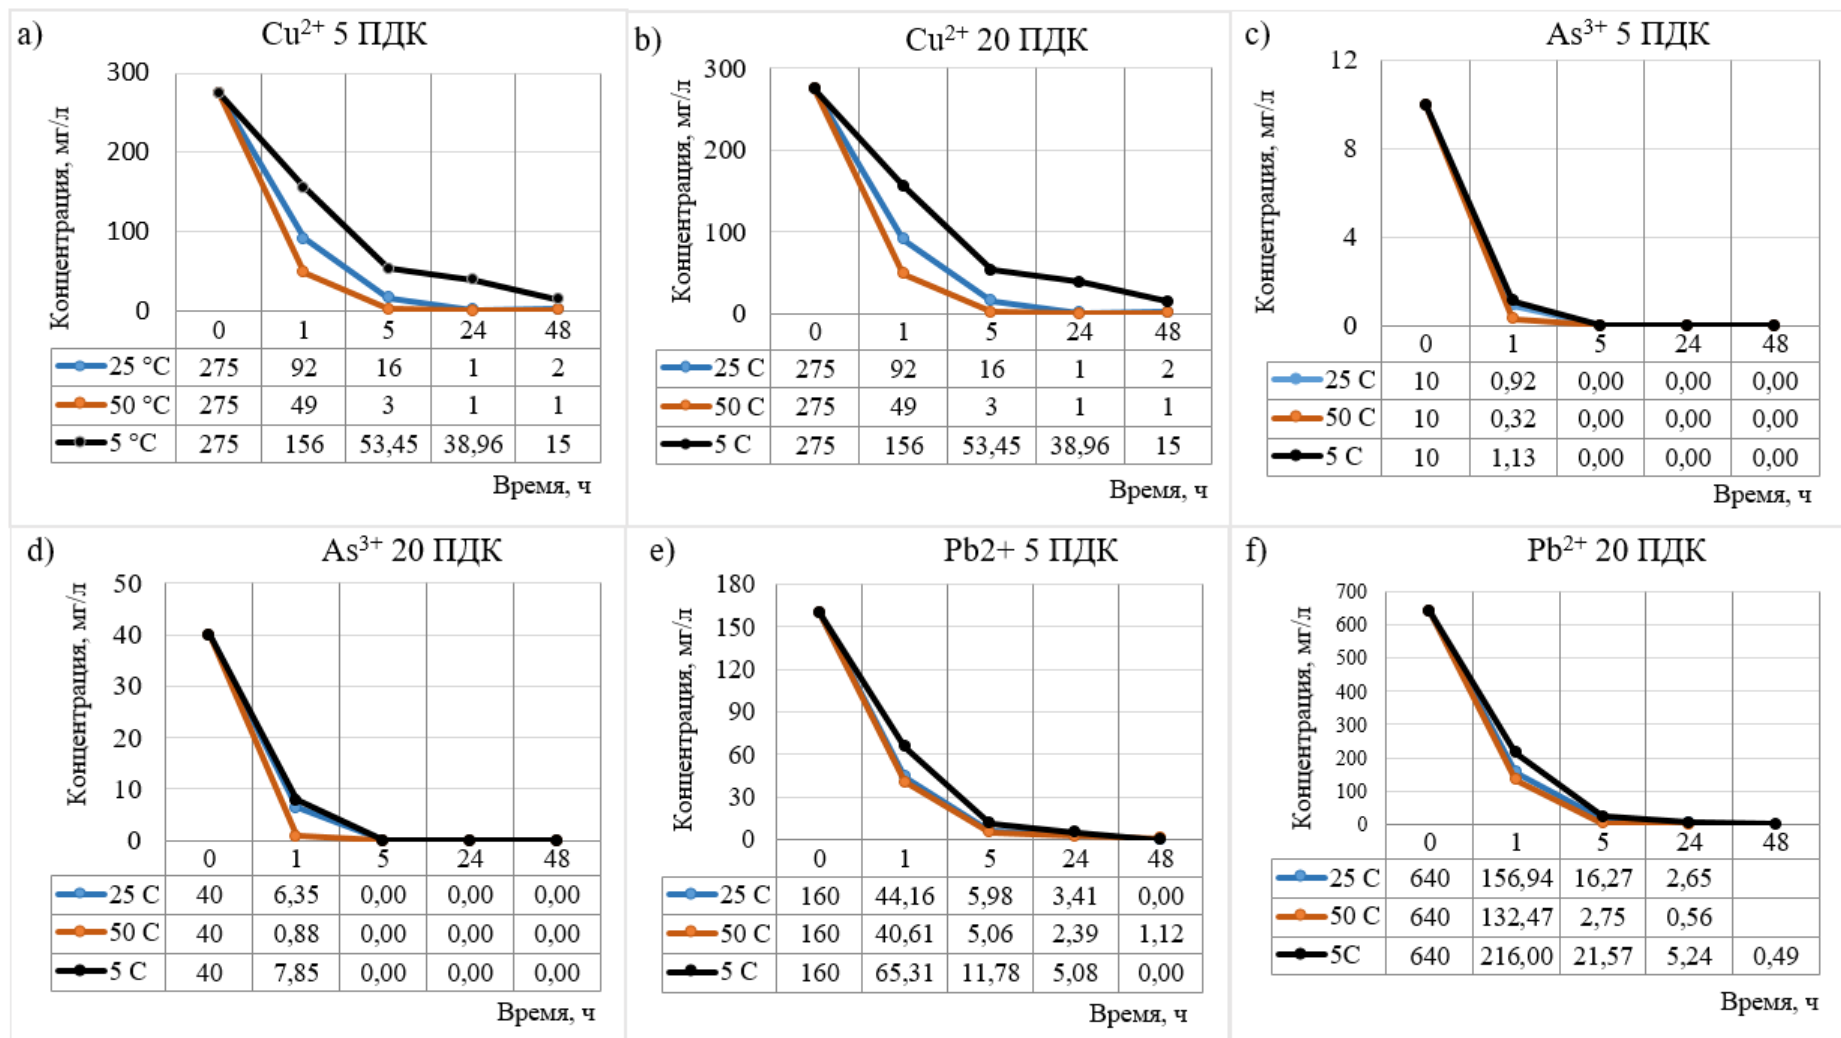 a)
Cu²⁺ 5 ПДК
Концентрация, мг/л
300
200
100
0
0 1 5 24 48
25 °C 275 92 16 1 2
50 °C 275 49 3 1 1
5 °C 275 156 53,45 38,96 15
Время, ч
b)
Cu²⁺ 20 ПДК
Концентрация, мг/л
300
200
100
0
0 1 5 24 48
25 C 275 92 16 1 2
50 C 275 49 3 1 1
5 C 275 156 53,45 38,96 15
Время, ч
c)
As³⁺ 5 ПДК
Концентрация, мг/л
12
8
4
0
0 1 5 24 48
25 C 10 0,92 0,00 0,00 0,00
50 C 10 0,32 0,00 0,00 0,00
5 C 10 1,13 0,00 0,00 0,00
Время, ч
d)
As³⁺ 20 ПДК
Концентрация, мг/л
50
40
30
20
10
0
0 1 5 24 48
25 C 40 6,35 0,00 0,00 0,00
50 C 40 0,88 0,00 0,00 0,00
5 C 40 7,85 0,00 0,00 0,00
Время, ч
e)
Pb2+ 5 ПДК
Концентрация, мг/л
180
150
120
90
60
30
0
0 1 5 24 48
25 C 160 44,16 5,98 3,41 0,00
50 C 160 40,61 5,06 2,39 1,12
5 C 160 65,31 11,78 5,08 0,00
Время, ч
f)
Pb²⁺ 20 ПДК
Концентрация, мг/л
700
600
500
400
300
200
100
0
0 1 5 24 48
25 C 640 156,94 16,27 2,65
50 C 640 132,47 2,75 0,56
5C 640 216,00 21,57 5,24 0,49
Время, ч